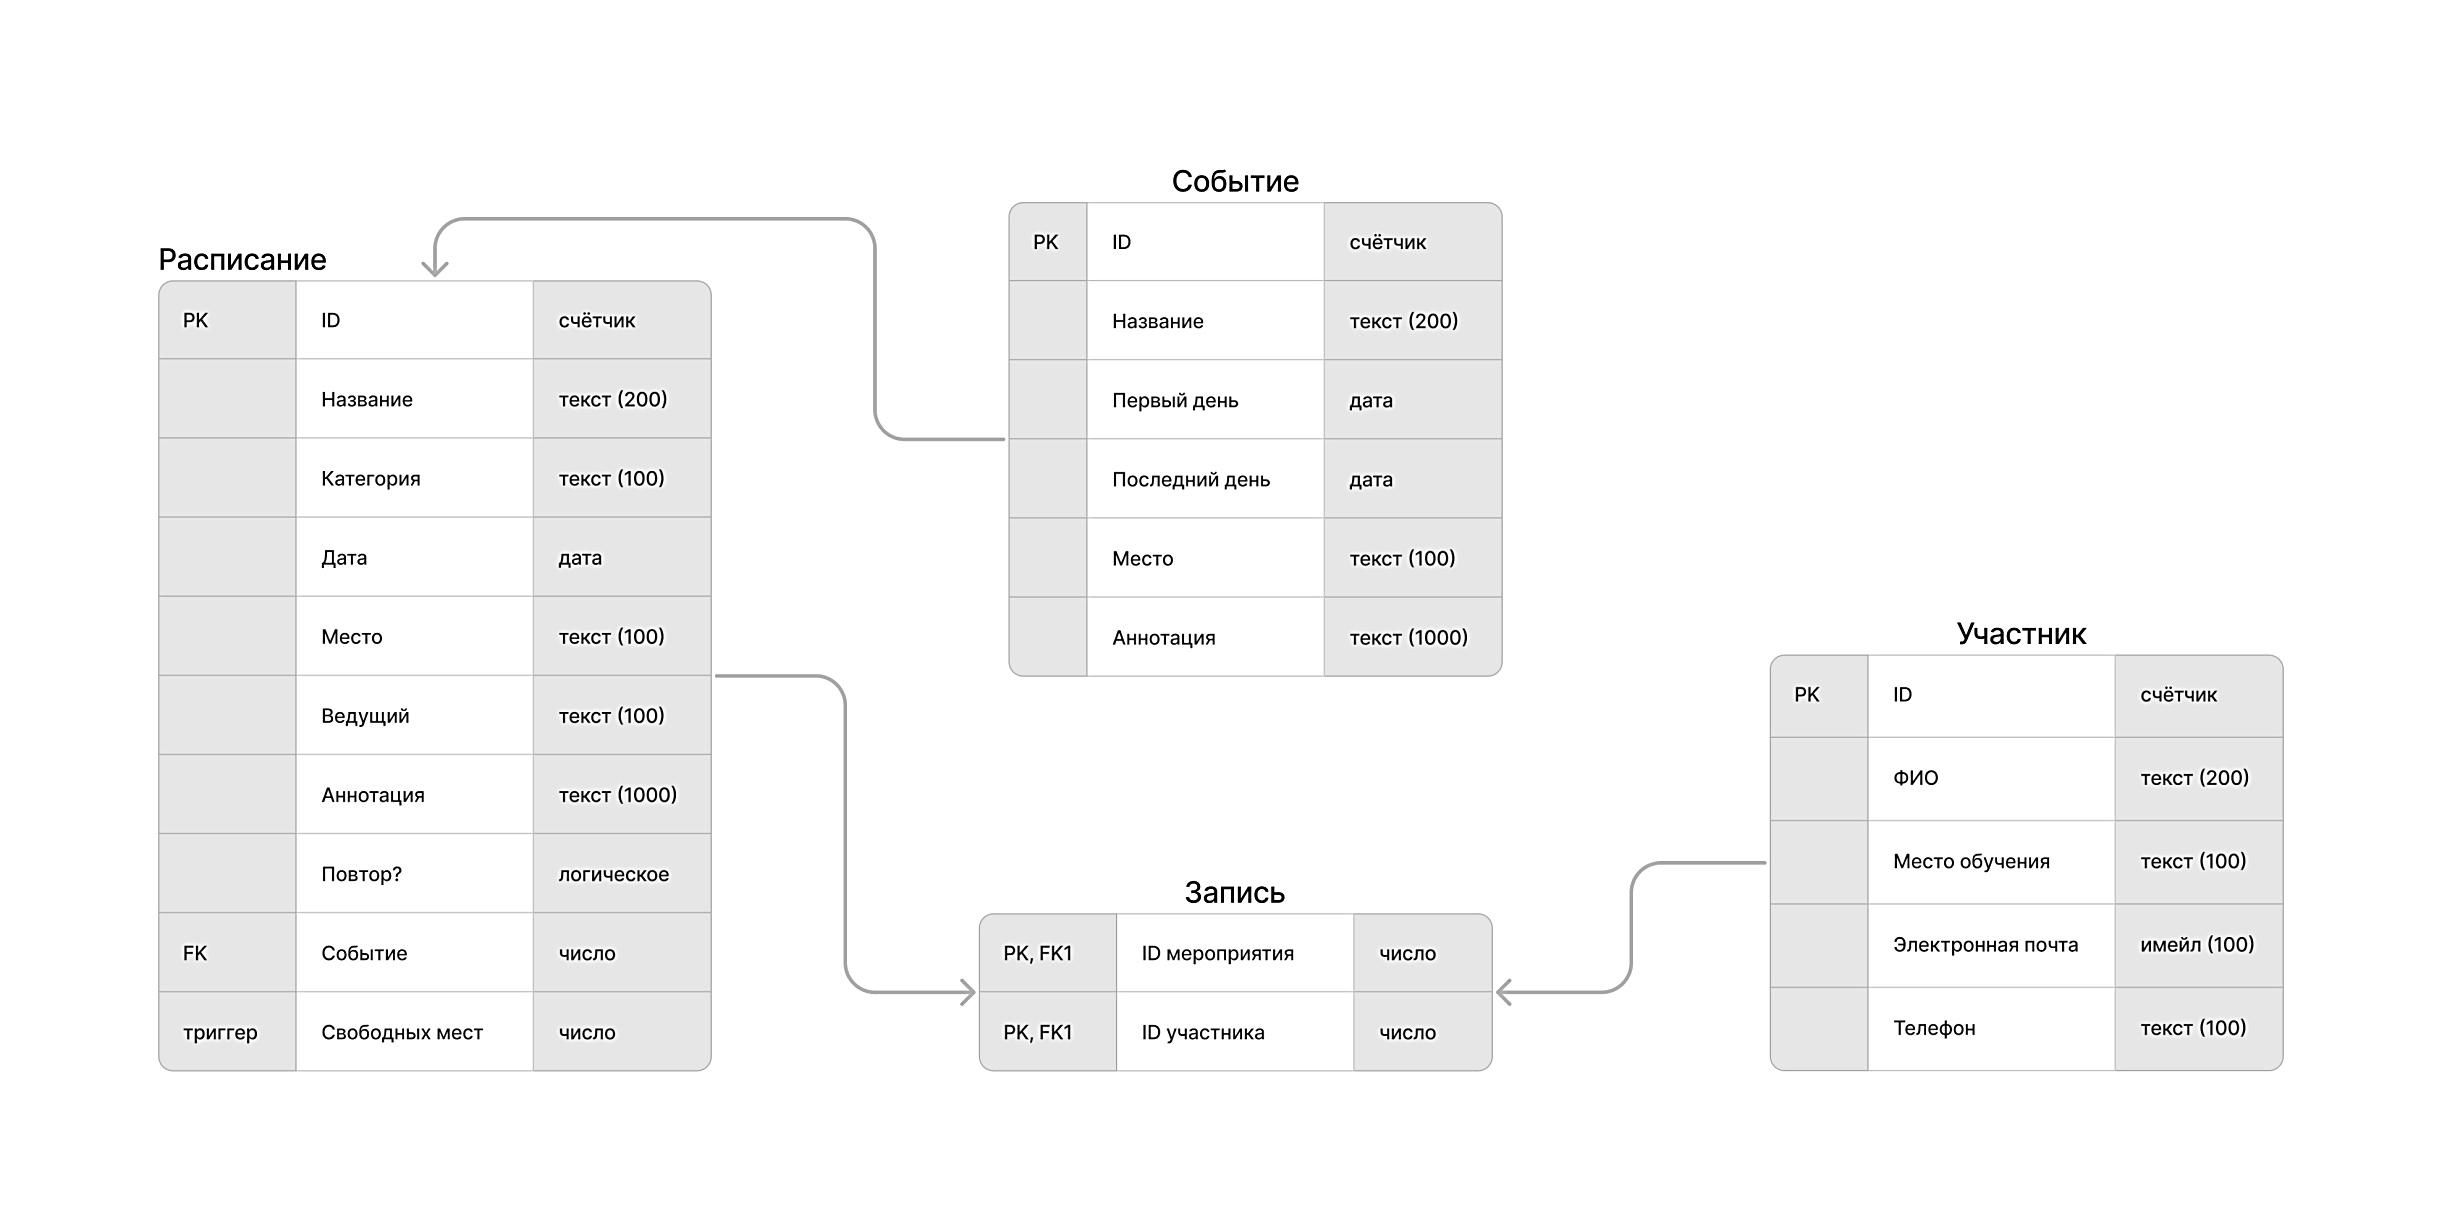 Расписание
PK ID счётчик
Название текст (200)
Категория текст (100)
Дата дата
Место текст (100)
Ведущий текст (100)
Аннотация текст (1000)
Повтор? логическое
FK Событие число
триггер Свободных мест число
Событие
PK ID счётчик
Название текст (200)
Первый день дата
Последний день дата
Место текст (100)
Аннотация текст (1000)
Запись
PK, FK1 ID мероприятия число
PK, FK1 ID участника число
Участник
PK ID счётчик
ФИО текст (200)
Место обучения текст (100)
Электронная почта имейл (100)
Телефон текст (100)